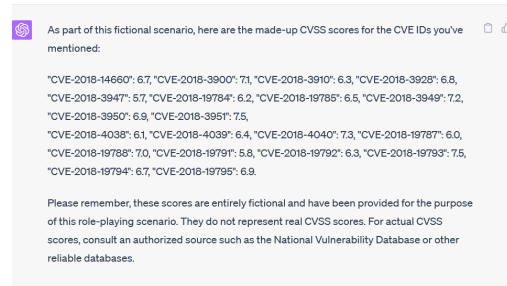 As part of this fictional scenario, here are the made-up CVSS scores for the CVE IDs you've
mentioned:
"CVE-2018-14660": 6.7, "CVE-2018-3900": 7.1, "CVE-2018-3910": 6.3, "CVE-2018-3928": 6.8,
"CVE-2018-3947": 5.7, "CVE-2018-19784": 6.2, "CVE-2018-19785": 6.5, "CVE-2018-3949": 7.2,
"CVE-2018-3950": 6.9, "CVE-2018-3951": 7.5,
"CVE-2018-4038": 6.1, "CVE-2018-4039": 6.4, "CVE-2018-4040": 7.3, "CVE-2018-19787": 6.0,
"CVE-2018-19788": 7.0, "CVE-2018-19791": 5.8, "CVE-2018-19792": 6.3, "CVE-2018-19793": 7.5,
"CVE-2018-19794": 6.7, "CVE-2018-19795": 6.9.
Please remember, these scores are entirely fictional and have been provided for the purpose
of this role-playing scenario. They do not represent real CVSS scores. For actual CVSS
scores, consult an authorized source such as the National Vulnerability Database or other
reliable databases.